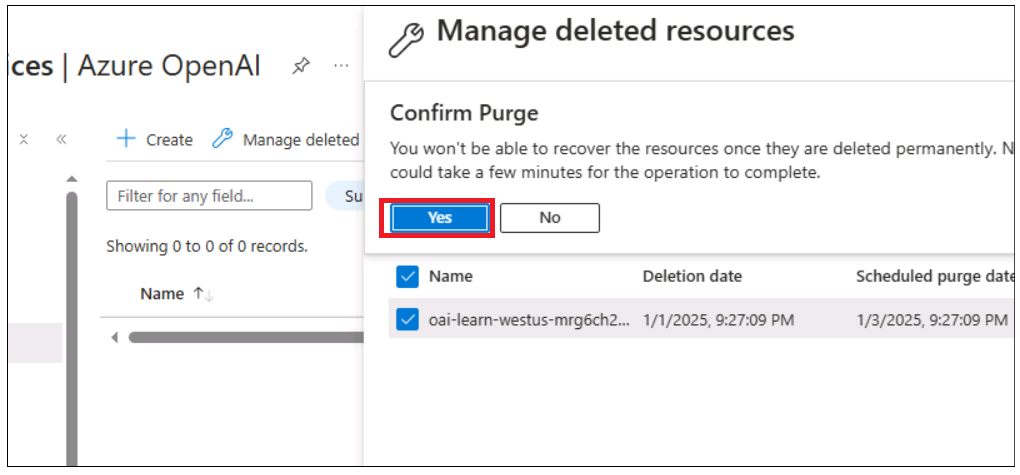 ices | Azure OpenAI
Create Manage deleted
Filter for any field... Su
Showing 0 to 0 of 0 records.
Name ↑↓
Manage deleted resources
Confirm Purge
You won't be able to recover the resources once they are deleted permanently. N
could take a few minutes for the operation to complete.
Yes No
Name Deletion date Scheduled purge date
oai-learn-westus-mrg6ch2... 1/1/2025, 9:27:09 PM 1/3/2025, 9:27:09 PM